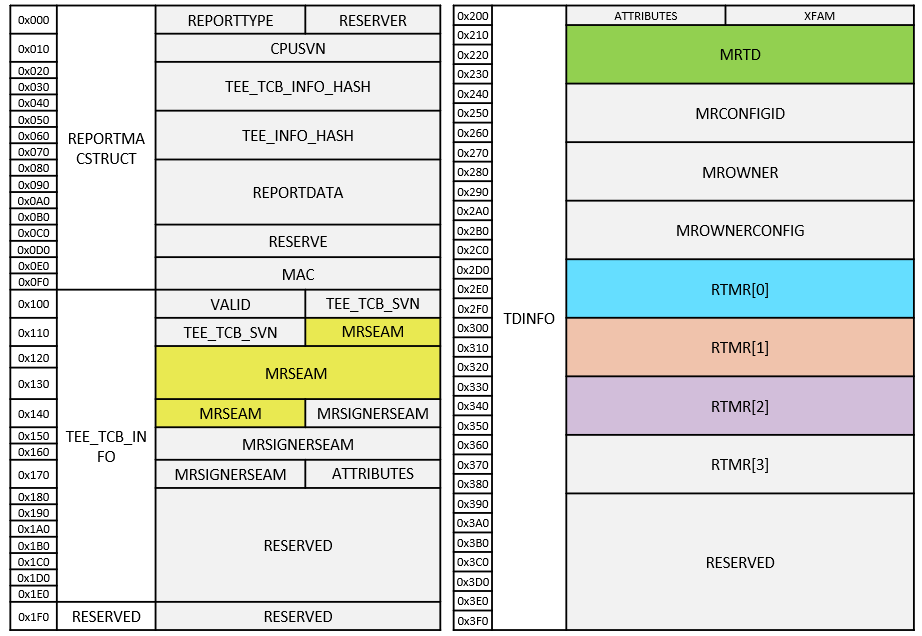 0x000 REPORTTYPE RESERVER
0x010 CPUSVN
0x020
0x030 TEE_TCB_INFO_HASH
0x040
0x050
0x060 TEE_INFO_HASH
0x070
REPORTMA
CSTRUCT
0x080
0x090 REPORTDATA
0x0A0
0x0B0
0x0C0 RESERVE
0x0D0
0x0E0 MAC
0x0F0
0x100 VALID TEE_TCB_SVN
0x110 TEE_TCB_SVN MRSEAM
0x120
0x130 MRSEAM
0x140 MRSEAM MRSIGNERSEAM
0x150 MRSIGNERSEAM
0x160
TEE_TCB_IN
FO
0x170 MRSIGNERSEAM ATTRIBUTES
0x180
0x190
0x1A0
0x1B0 RESERVED
0x1C0
0x1D0
0x1E0
0x1F0 RESERVED RESERVED
0x200 ATTRIBUTES XFAM
0x210
0x220 MRTD
0x230
0x240
0x250 MRCONFIGID
0x260
0x270
0x280 MROWNER
0x290
0x2A0
0x2B0 MROWNERCONFIG
0x2C0
0x2D0
0x2E0 RTMR[0]
0x2F0
0x300
TDINFO
0x310 RTMR[1]
0x320
0x330
0x340 RTMR[2]
0x350
0x360
0x370 RTMR[3]
0x380
0x390
0x3A0
0x3B0
0x3C0 RESERVED
0x3D0
0x3E0
0x3F0